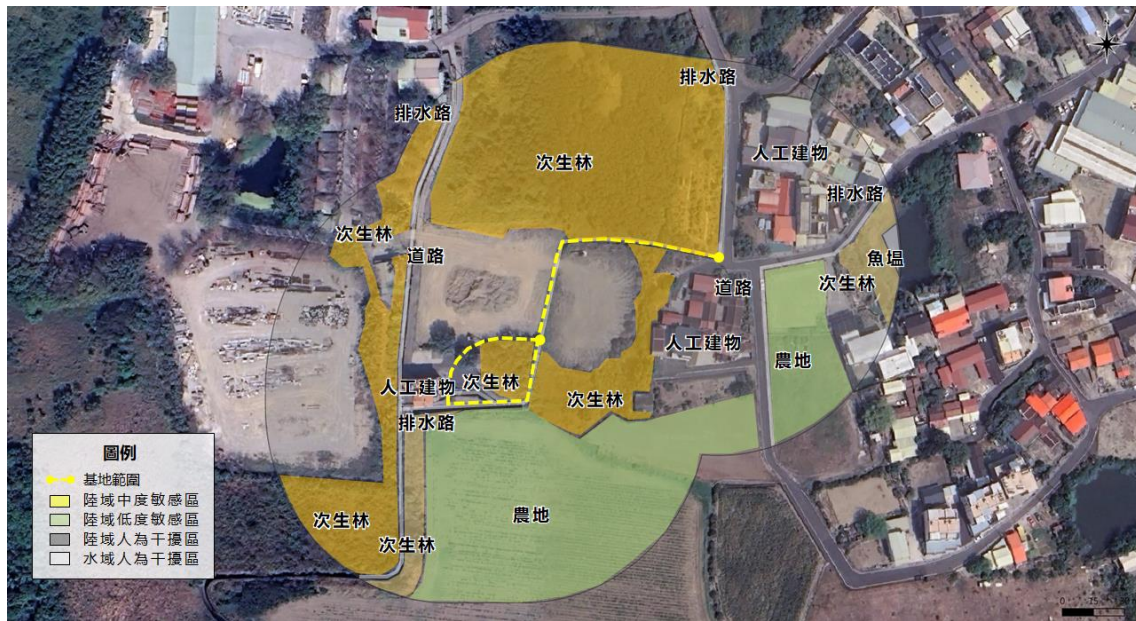 排水路
排水路
次生林
人工建物
排水路
次生林
道路
魚塭
次生林
道路
人工建物
農地
次生林
人工建物
次生林
排水路
農地
次生林
次生林
圖例
基地範圍
陸域中度敏感區
陸域低度敏感區
陸域人為干擾區
水域人為干擾區